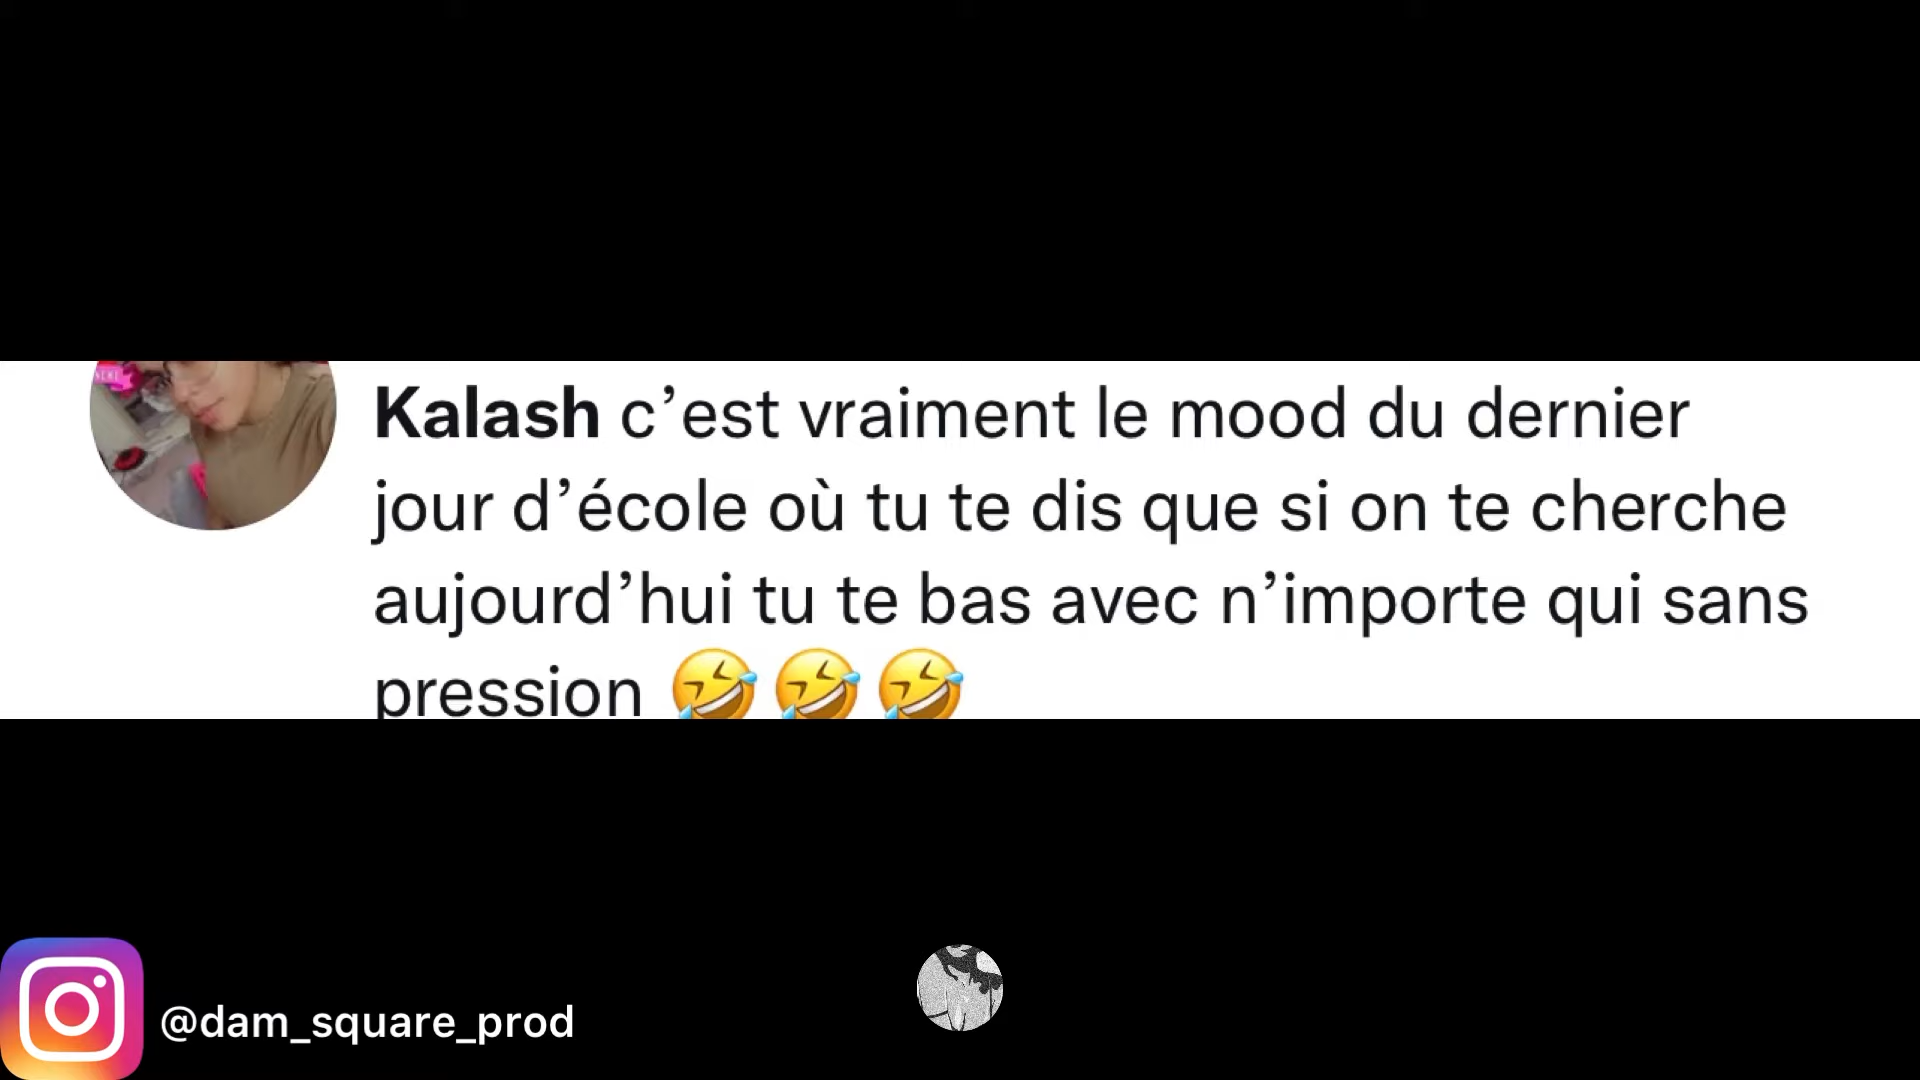 Kalash c’est vraiment le mood du dernier
jour d’école où tu te dis que si on te cherche
aujourd’hui tu te bas avec n’importe qui sans
pression 🤣 🤣 🤣
@dam_square_prod